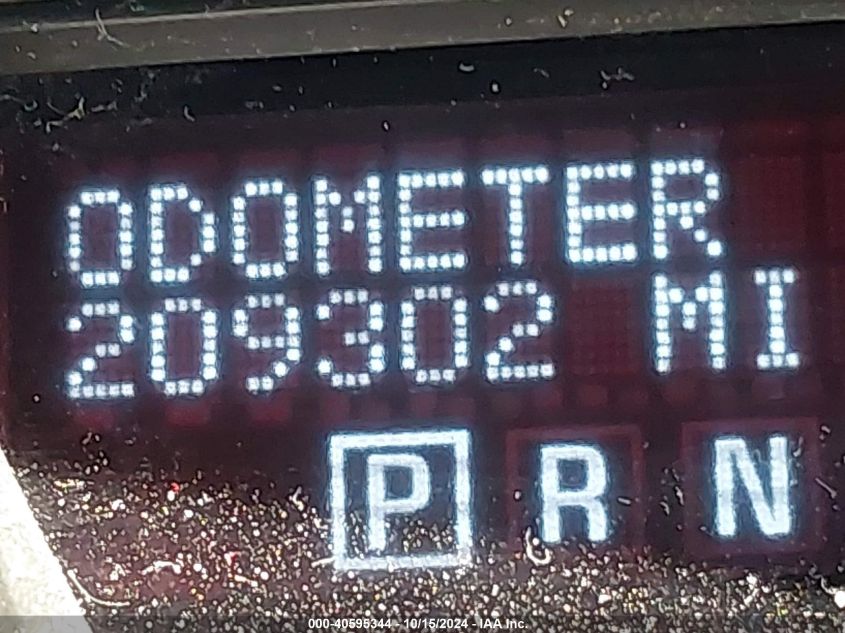 ODOMETER
209302 MI
P R N
000-40595344 - 10/15/2024 - IAA Inc.